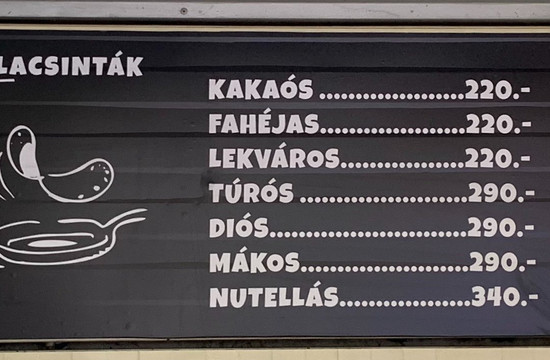 LACSINTÁK
KAKAÓS ......................220.-
FAHÉJAS......................220.-
LEKVÁROS...................220.-
TÚRÓS .........................290.-
DIÓS..............................290.-
MÁKOS.........................290.-
NUTELLÁS....................340.-